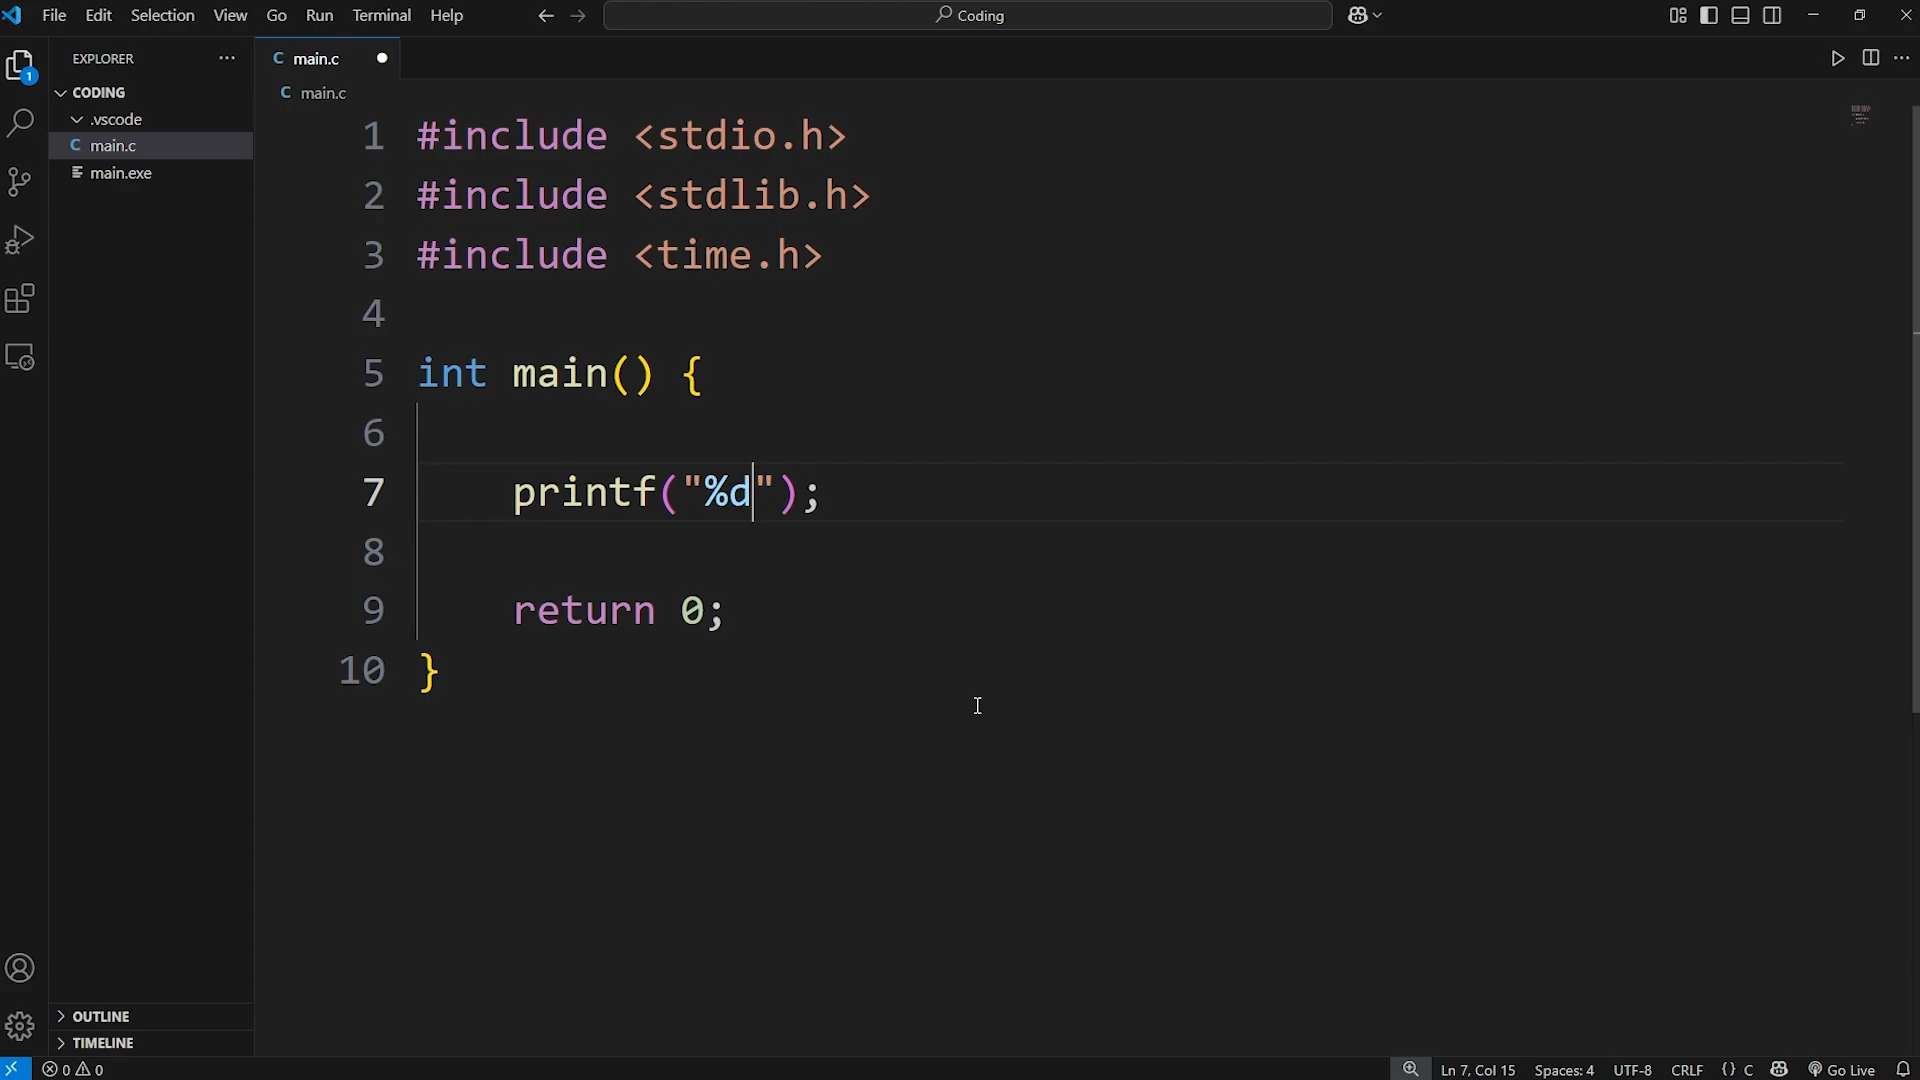 File Edit Selection View Go Run Terminal Help
Coding
EXPLORER
1
CODING
.vscode
C main.c
main.exe
OUTLINE
TIMELINE
C main.c
C main.c
1 #include <stdio.h>
2 #include <stdlib.h>
3 #include <time.h>
4
5 int main() {
6
7 printf("%d");
8
9 return 0;
10 }
0 0
Ln 7, Col 15 Spaces: 4 UTF-8 CRLF {} C Go Live